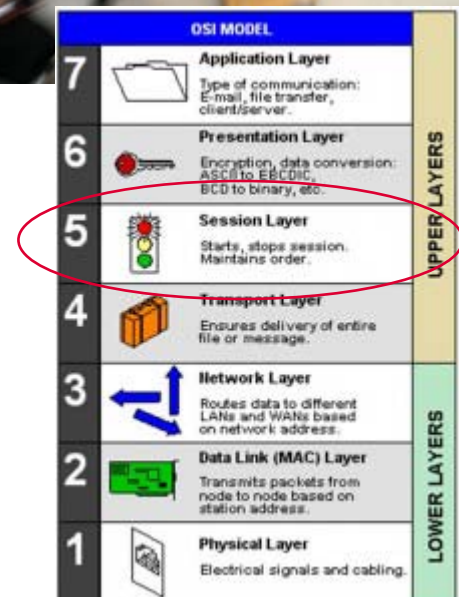 OSI MODEL
7
Application Layer
Type of communication:
E-mail, file transfer,
client/server.
6
Presentation Layer
Encryption, data conversion:
ASCII to EBCDIC,
BCD to binary, etc.
5
Session Layer
Starts, stops session.
Maintains order.
4
Transport Layer
Ensures delivery of entire
file or message.
UPPER LAYERS
3
Network Layer
Routes data to different
LANs and WANs based
on network address.
2
Data Link (MAC) Layer
Transmits packets from
node to node based on
station address.
1
Physical Layer
Electrical signals and cabling.
LOWER LAYERS